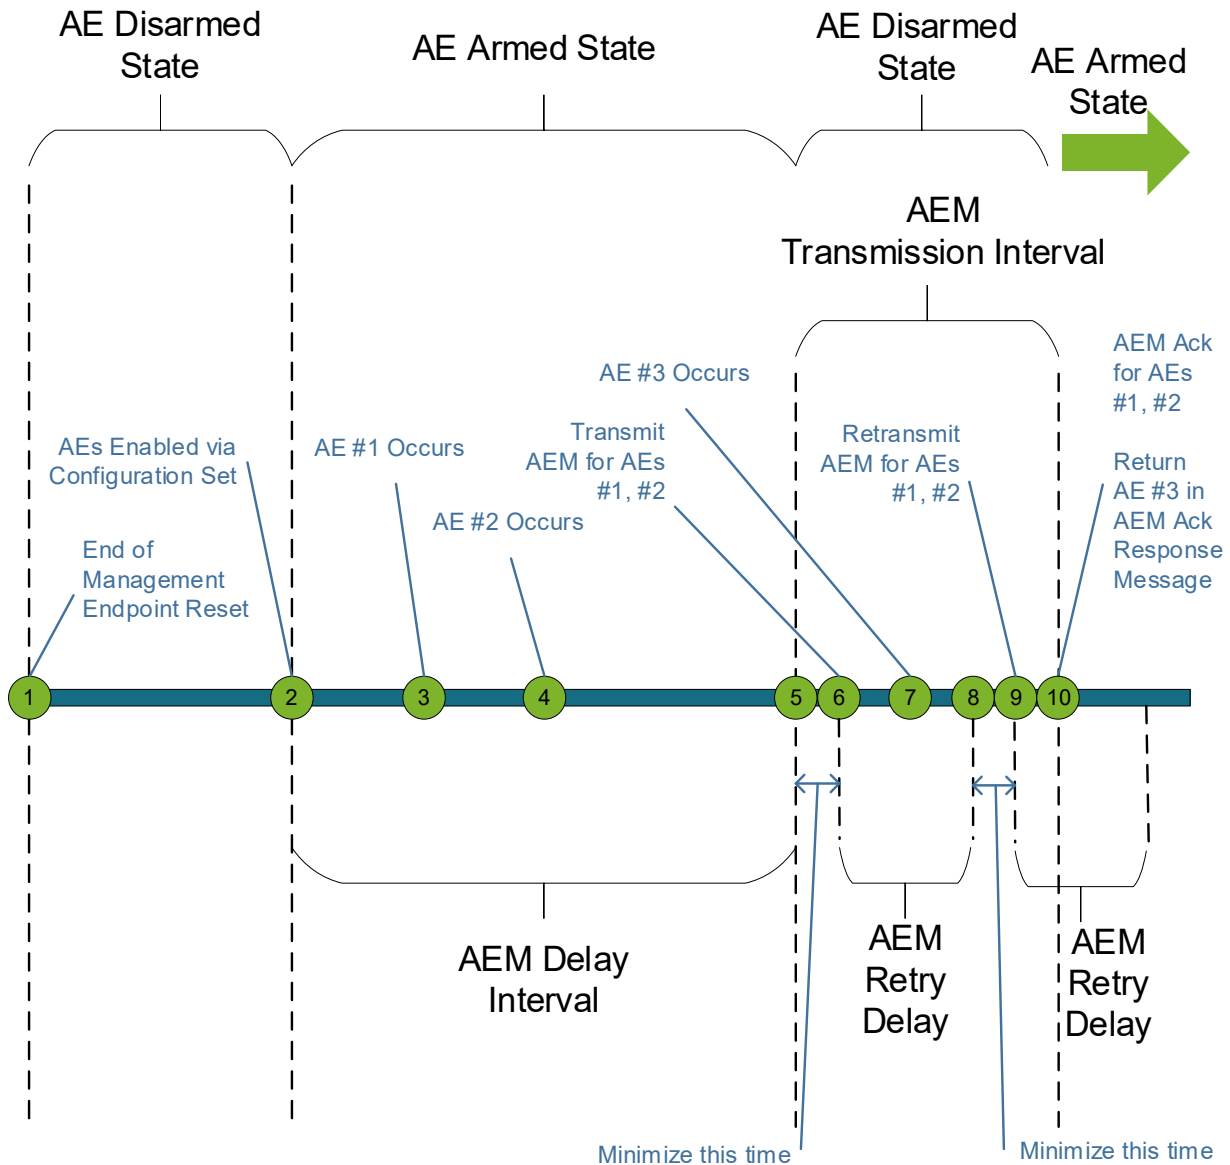 AE Disarmed
State
AE Armed State
AE Disarmed
State
AE Armed
State
AEM
Transmission Interval
AE #3 Occurs
AEM Ack
for AEs
#1, #2
AEs Enabled via
Configuration Set
AE #1 Occurs
Transmit
AEM for AEs
#1, #2
Retransmit
AEM for AEs
#1, #2
Return
AE #3 in
AEM Ack
Response
Message
AE #2 Occurs
End of
Management
Endpoint Reset
1
2
3
4
5
6
7
8
9
10
AEM Delay
Interval
AEM
Retry
Delay
AEM
Retry
Delay
Minimize this time
Minimize this time